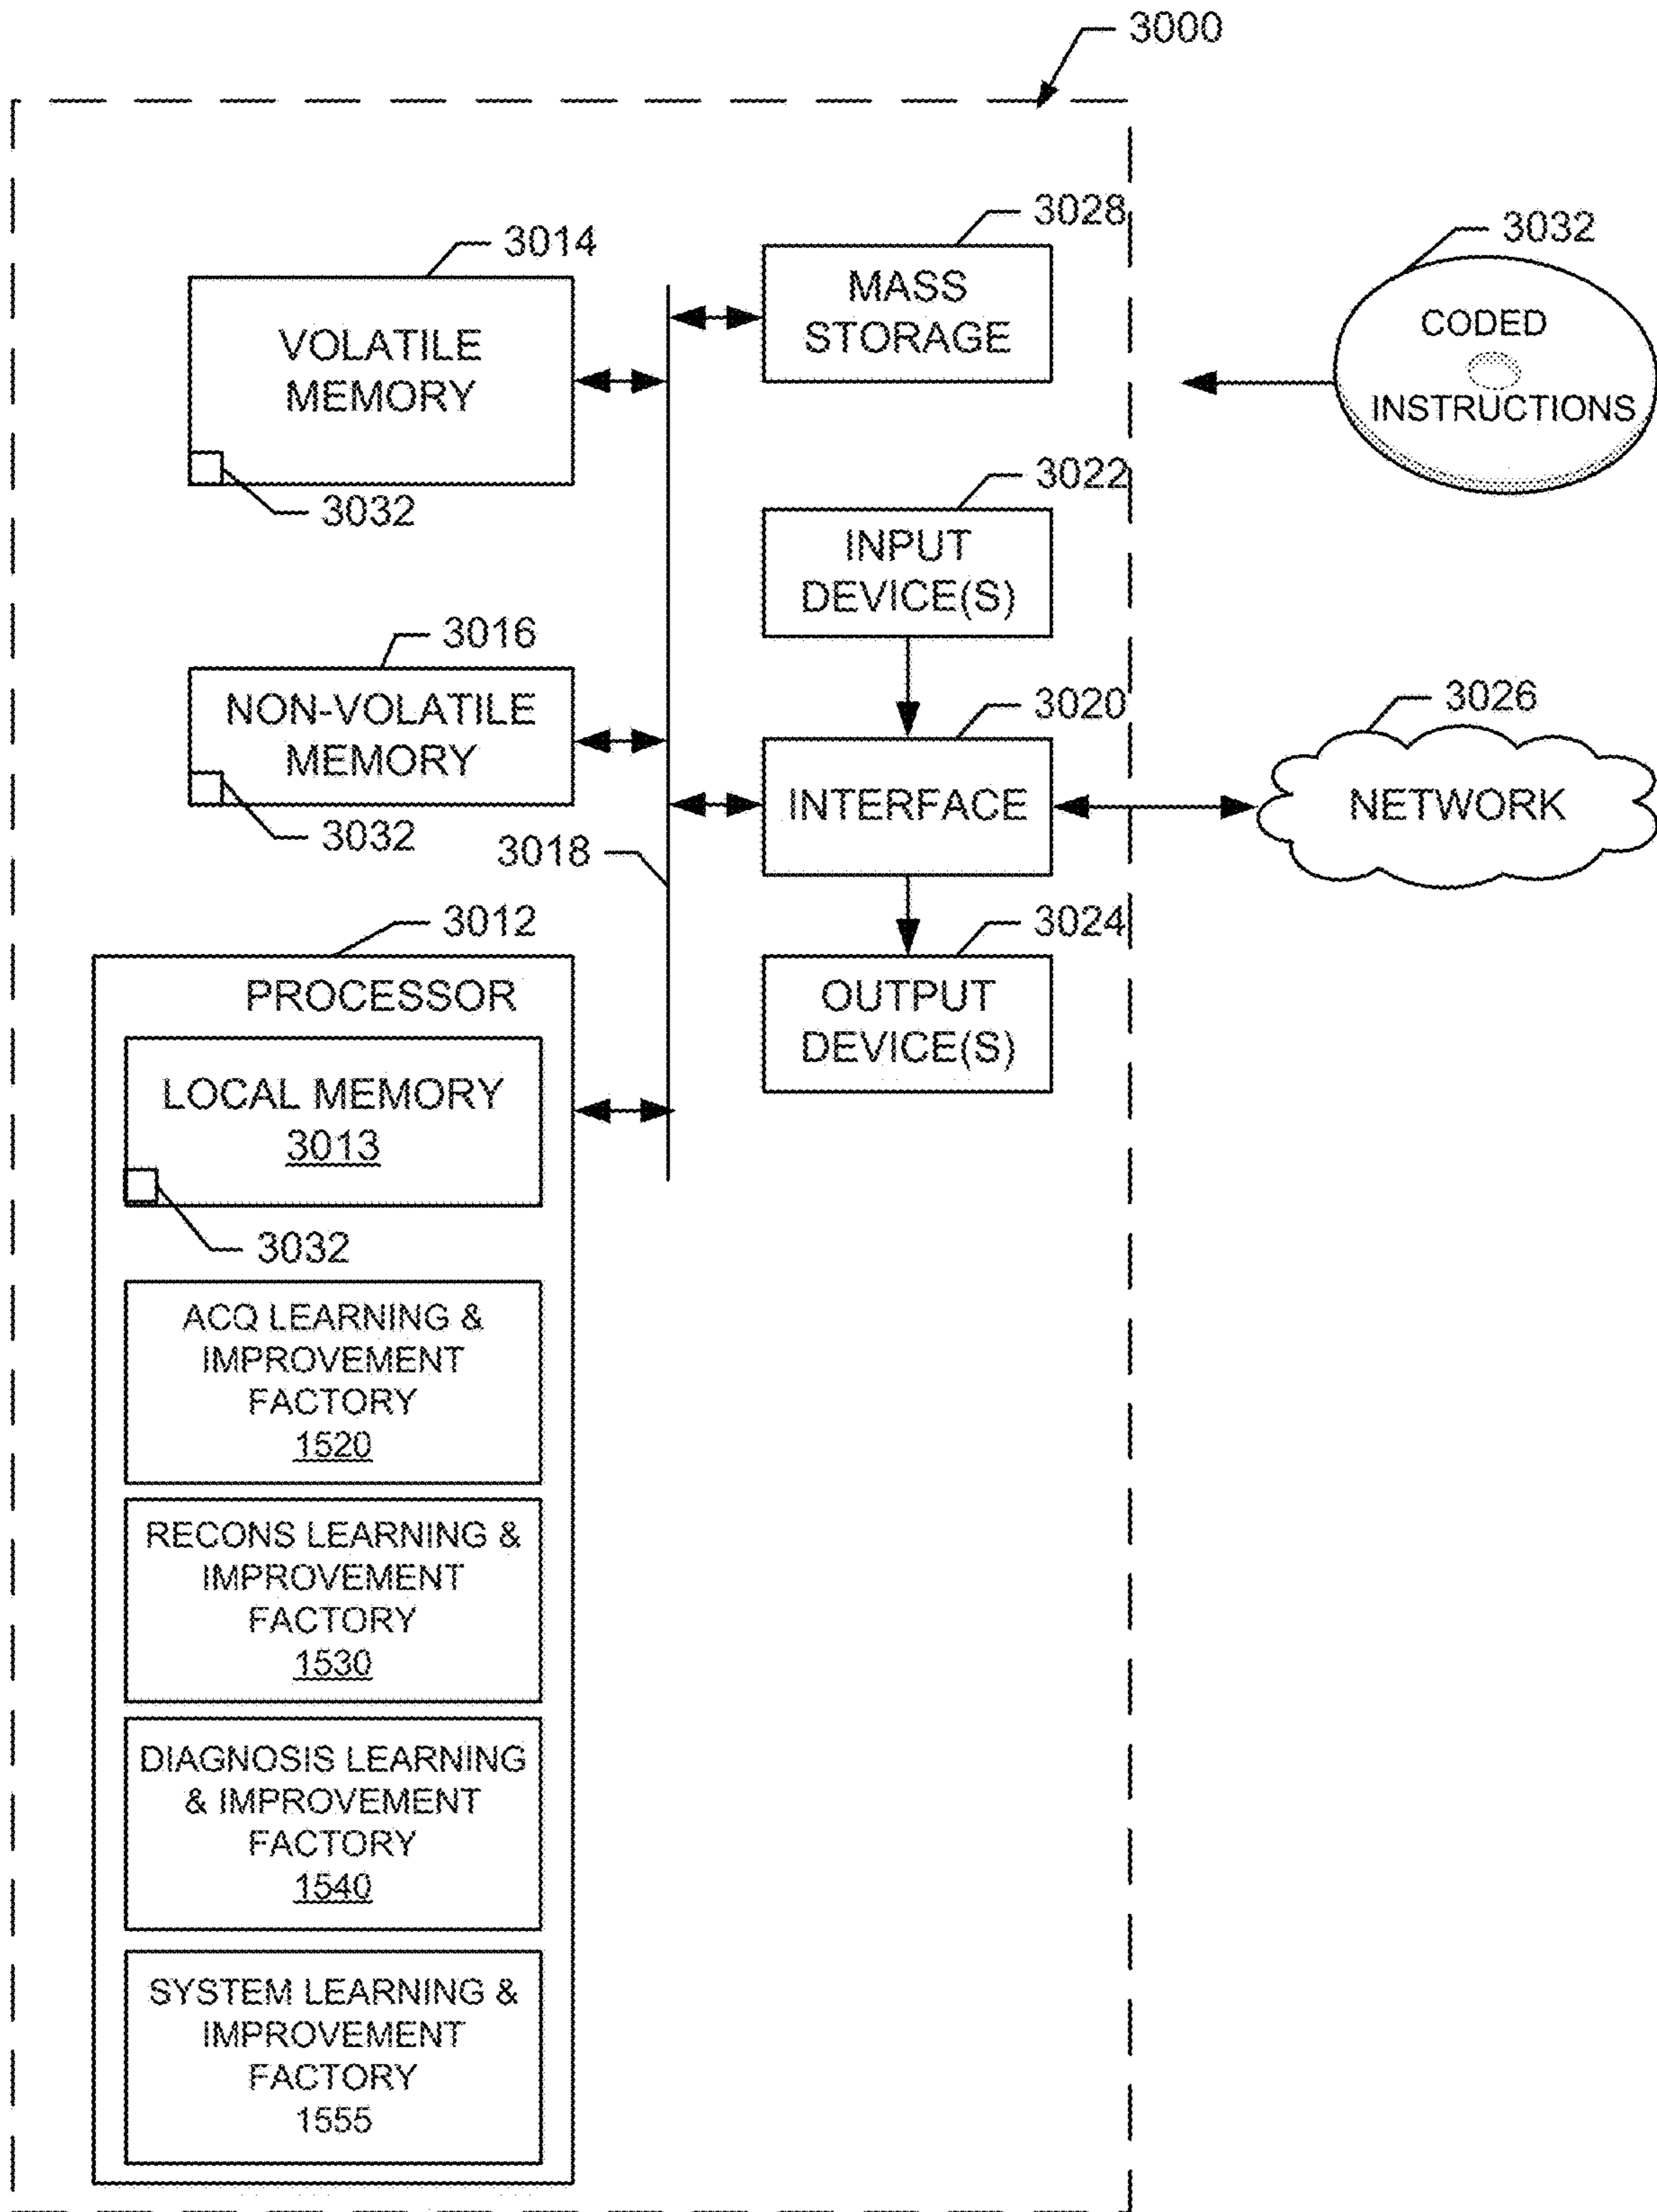 3000
3028
3014
MASS
STORAGE
3032
CODED
INSTRUCTIONS
VOLATILE
MEMORY
3032
3022
INPUT
DEVICE(S)
3016
NON-VOLATILE
MEMORY
3032
3020
INTERFACE
3026
NETWORK
3018
3012
3024
OUTPUT
DEVICE(S)
PROCESSOR
LOCAL MEMORY
3013
3032
ACQ LEARNING &
IMPROVEMENT
FACTORY
1520
RECONS LEARNING &
IMPROVEMENT
FACTORY
1530
DIAGNOSIS LEARNING
& IMPROVEMENT
FACTORY
1540
SYSTEM LEARNING &
IMPROVEMENT
FACTORY
1555